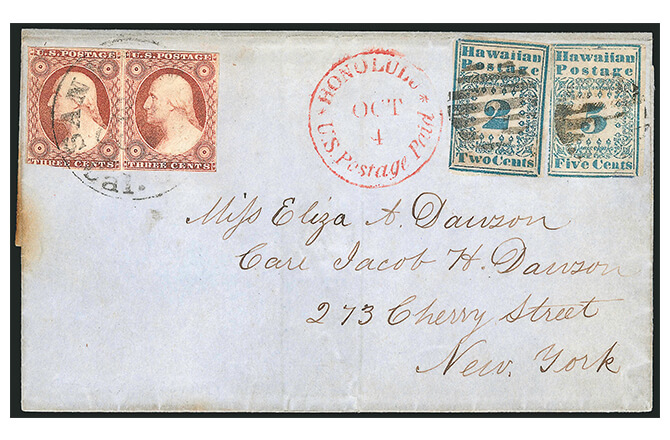 U.S. POSTAGE
THREE CENTS
U.S. POSTAGE
THREE CENTS
SAN
Cal.
HONOLULU
OCT
4
U.S. Postage Paid
Hawaiian
Postage
2
Two Cents
Hawaiian
Postage
5
Five Cents
Miss Eliza A. Dawson
Care Jacob H. Dawson
273 Cherry Street
New York